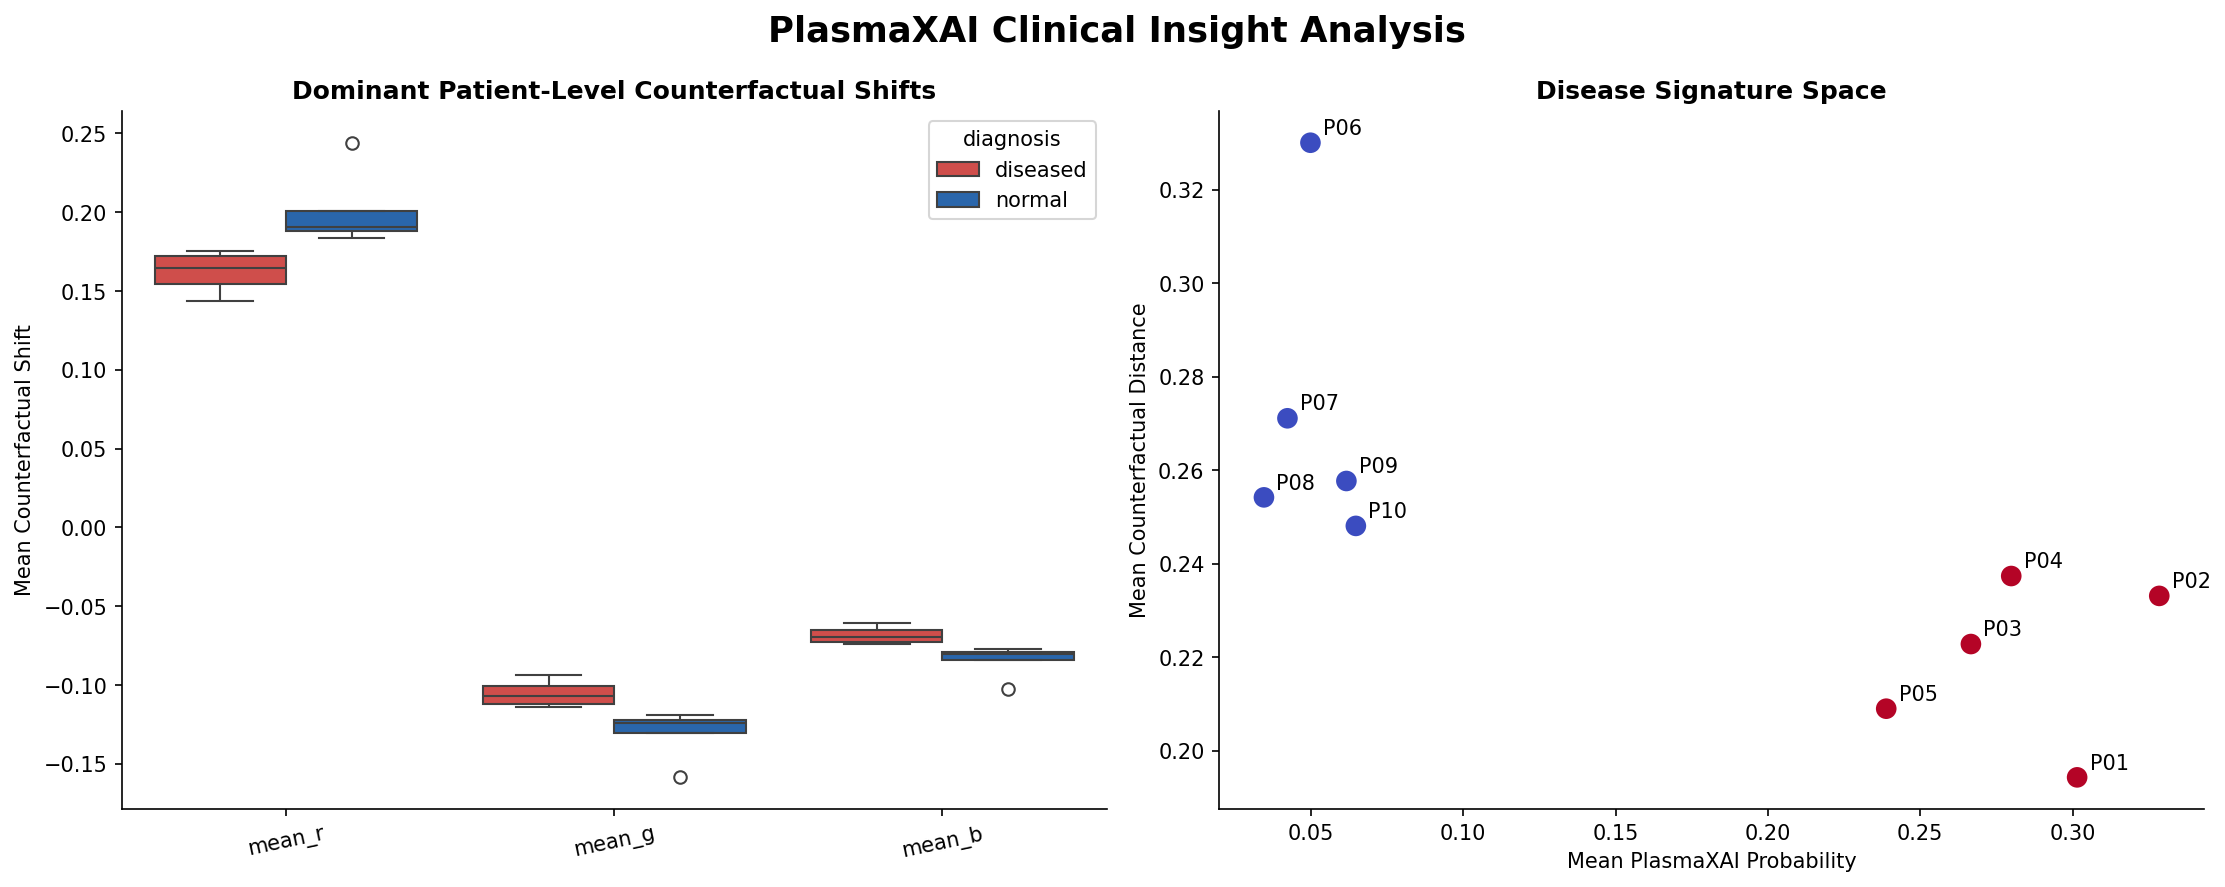 PlasmaXAI Clinical Insight Analysis
Dominant Patient-Level Counterfactual Shifts
Mean Counterfactual Shift
0.25
0.20
0.15
0.10
0.05
0.00
−0.05
−0.10
−0.15
diagnosis
diseased
normal
mean_r
mean_g
mean_b
Disease Signature Space
Mean Counterfactual Distance
0.32
0.30
0.28
0.26
0.24
0.22
0.20
P06
P07
P09
P08
P10
P04
P02
P03
P05
P01
0.05
0.10
0.15
0.20
0.25
0.30
Mean PlasmaXAI Probability